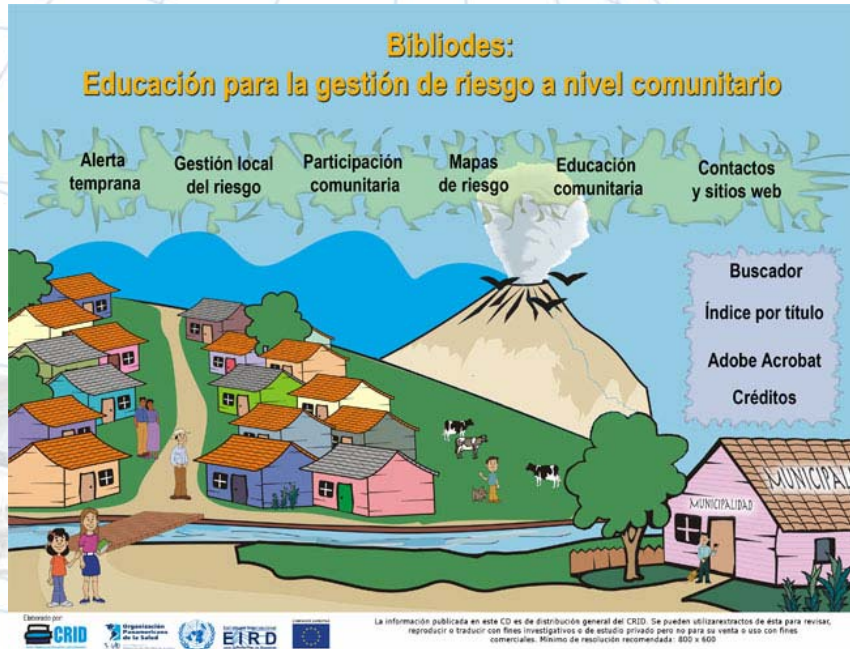 Bibliodes:
Educación para la gestión de riesgo a nivel comunitario
Alerta
temprana
Gestión local
del riesgo
Participación
comunitaria
Mapas
de riesgo
Educación
comunitaria
Contactos
y sitios web
Buscador
Índice por título
Adobe Acrobat
Créditos
MUNICIPALIDAD
MUNICIPALI
Elaborado por:
CRID
Organización
Panamericana
de la Salud
EIRD
La información publicada en este CD es de distribución general del CRID. Se pueden utilizarextractos de ésta para revisar,
reproducir o traducir con fines investigativos o de estudio privado pero no para su venta o uso con fines
comerciales. Mínimo de resolución recomendada: 800 x 600